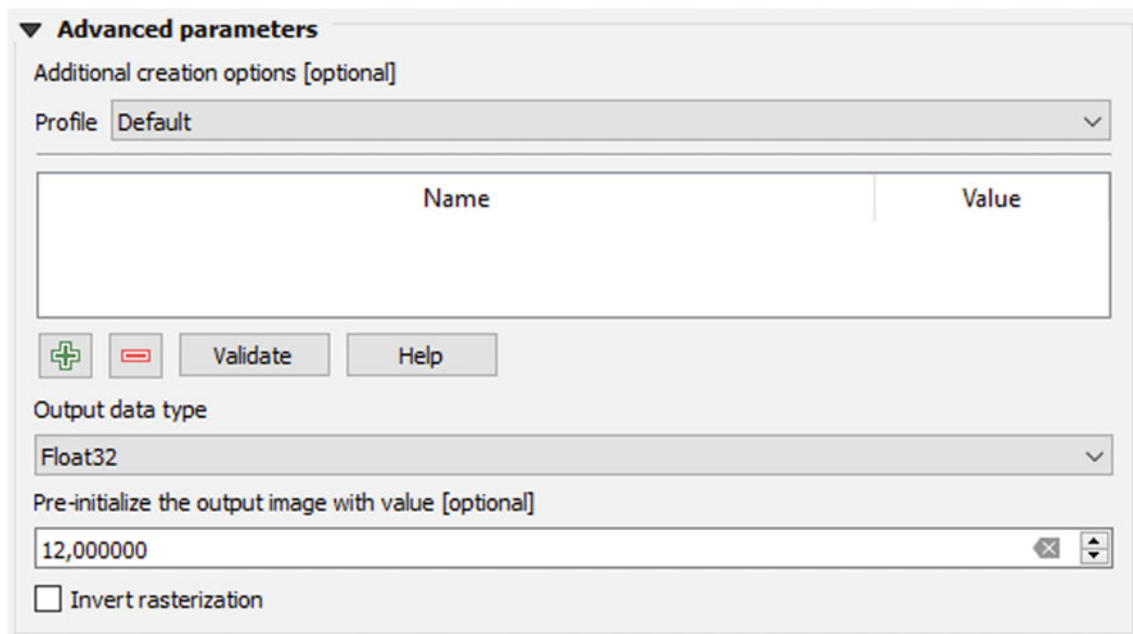 Advanced parameters
Additional creation options [optional]
Profile Default
Name Value
Validate Help
Output data type
Float32
Pre-initialize the output image with value [optional]
12,000000
Invert rasterization